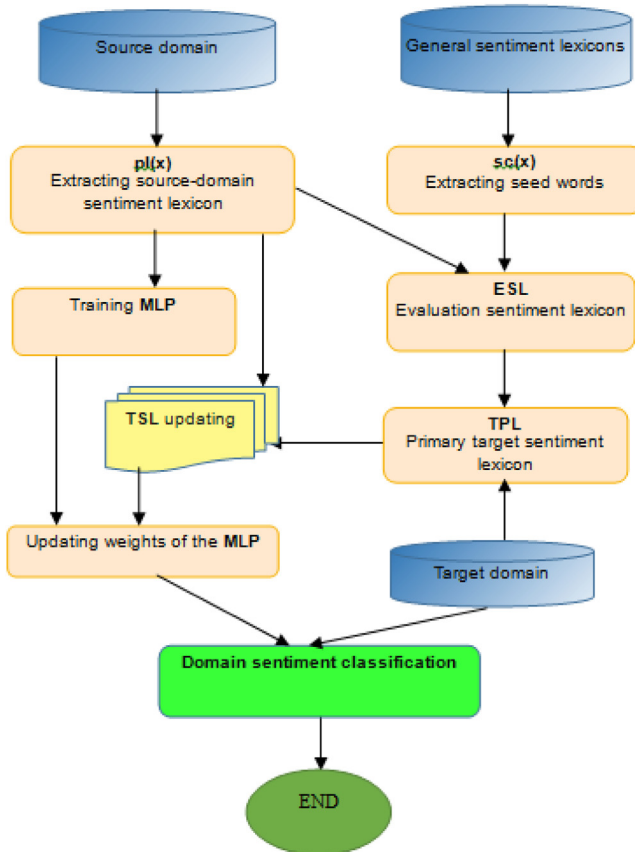 Source domain
General sentiment lexicons
pl(x)
Extracting source-domain
sentiment lexicon
sc(x)
Extracting seed words
Training MLP
ESL
Evaluation sentiment lexicon
TSL updating
TPL
Primary target sentiment
lexicon
Updating weights of the MLP
Target domain
Domain sentiment classification
END